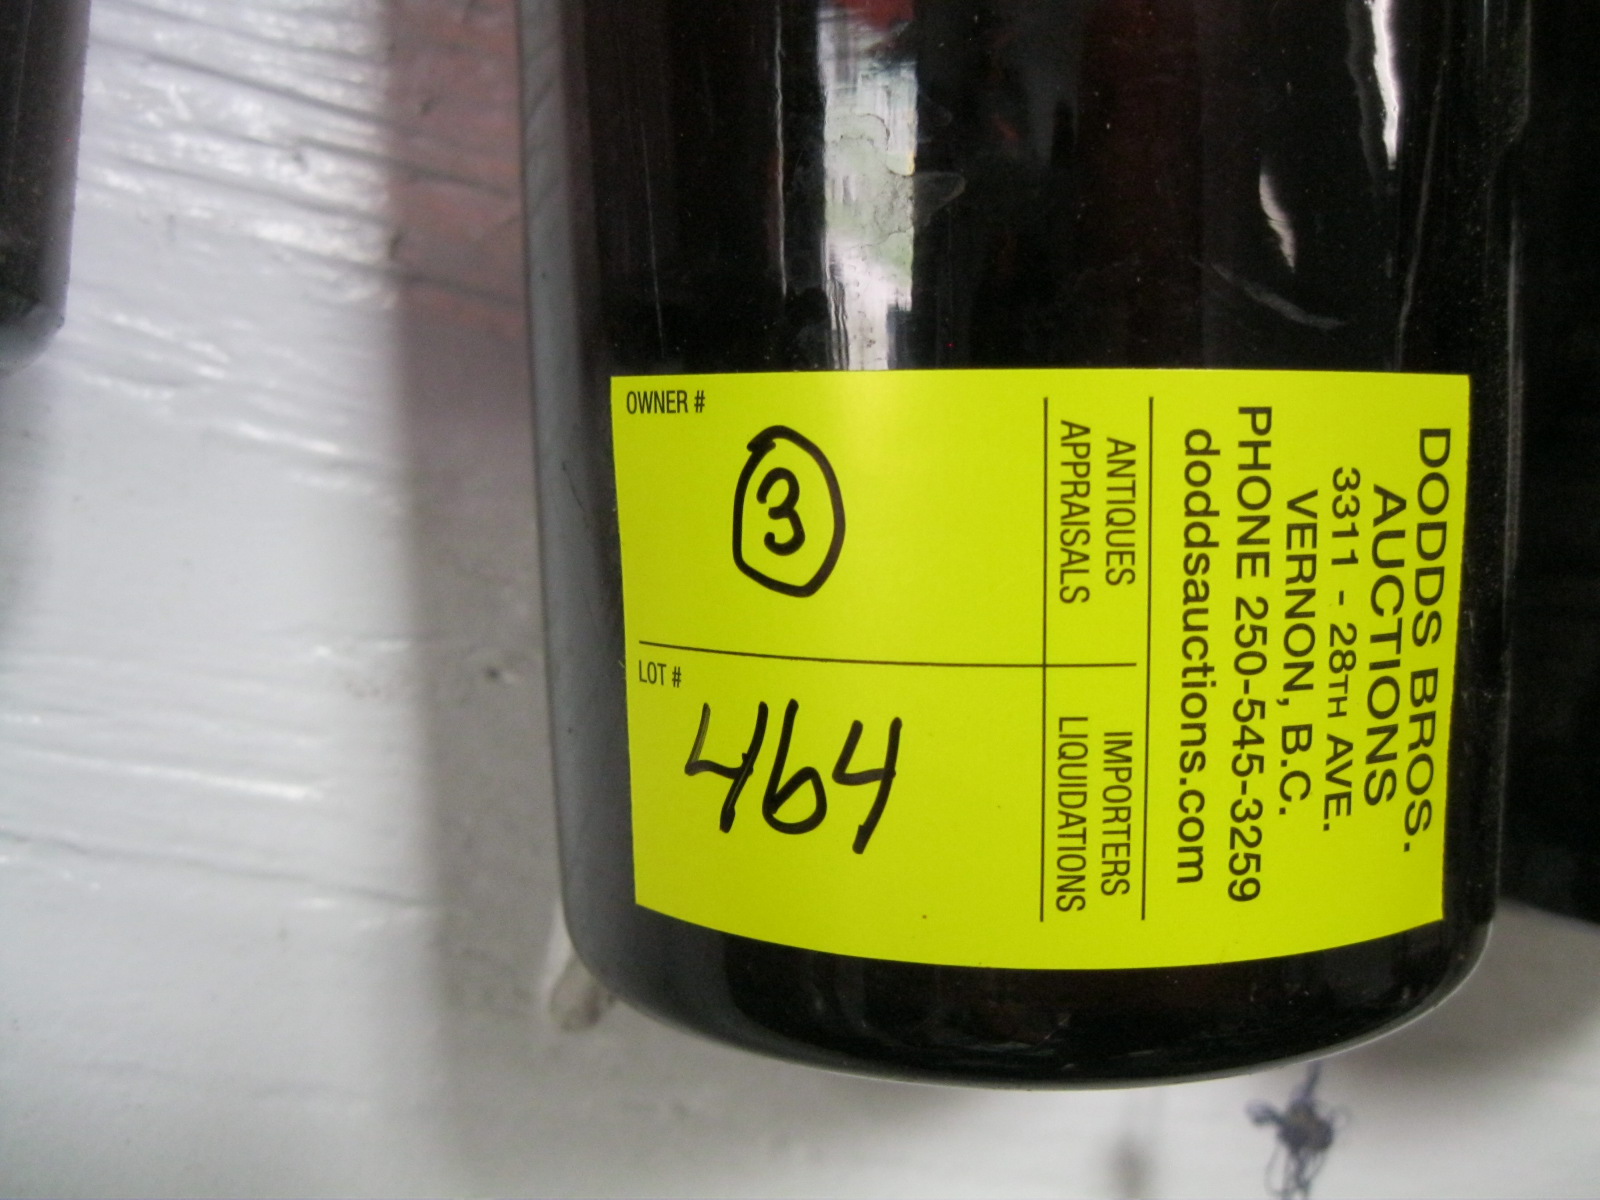 DODDS BROS.
AUCTIONS
3311 - 28TH AVE.
VERNON, B.C.
PHONE 250-545-3259
doddsauctions.com
ANTIQUES
APPRAISALS
IMPORTERS
LIQUIDATIONS
OWNER #
3
LOT #
464